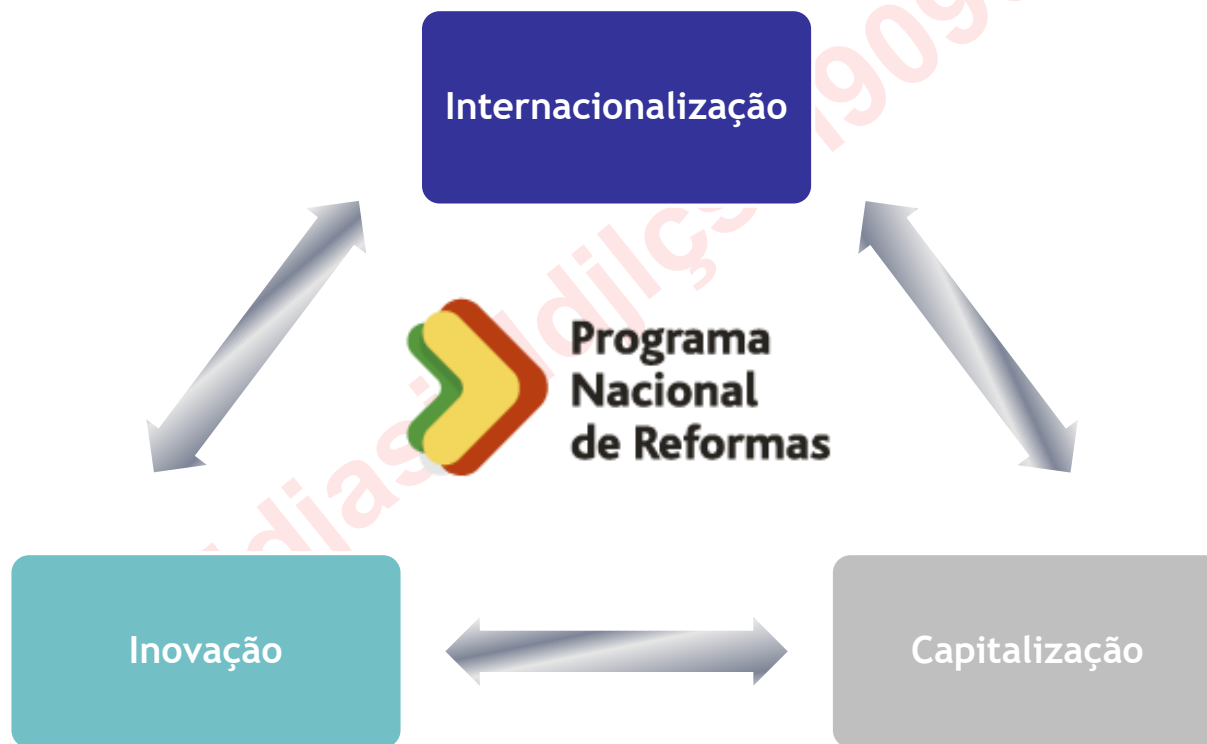 Internacionalização
Programa
Nacional
de Reformas
Inovação
Capitalização